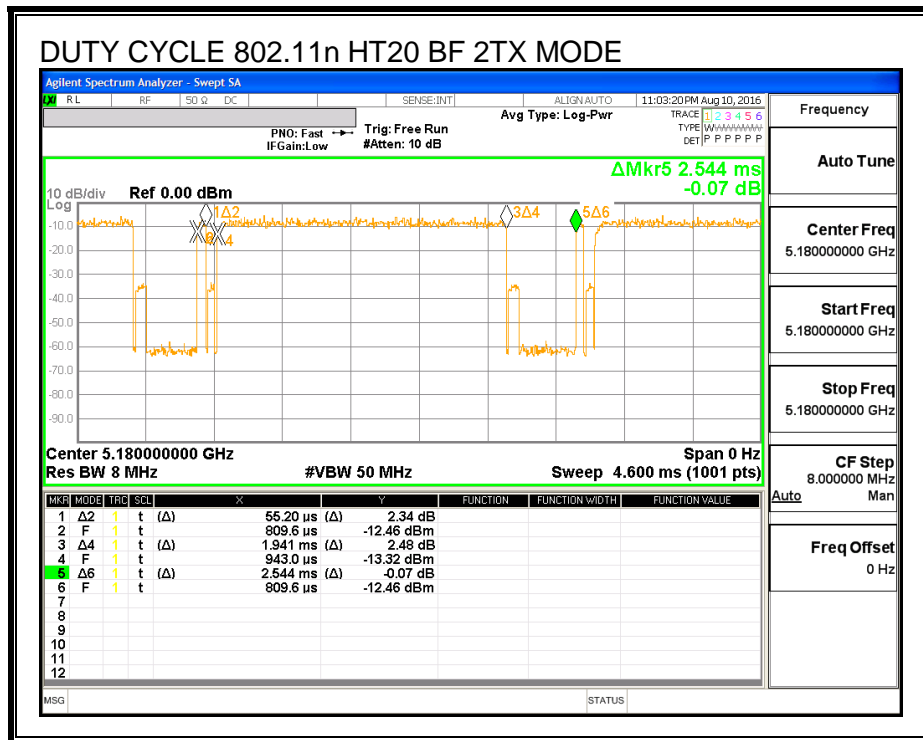 DUTY CYCLE 802.11n HT20 BF 2TX MODE
Agilent Spectrum Analyzer - Swept SA
LXI RL RF 50 Ω DC SENSE:INT ALIGN AUTO 11:03:20 PM Aug 10, 2016
Avg Type: Log-Pwr TRACE 1 2 3 4 5 6
PNO: Fast Trig: Free Run TYPE WWWWWW
IFGain:Low #Atten: 10 dB DET P P P P P P
ΔMkr5 2.544 ms
-0.07 dB
10 dB/div Ref 0.00 dBm
Log
1Δ2 3Δ4 5Δ6
4
-10.0
-20.0
-30.0
-40.0
-50.0
-60.0
-70.0
-80.0
-90.0
Center 5.180000000 GHz Span 0 Hz
Res BW 8 MHz #VBW 50 MHz Sweep 4.600 ms (1001 pts)
MKR MODE TRC SCL X Y FUNCTION FUNCTION WIDTH FUNCTION VALUE
1 Δ2 1 t (Δ) 55.20 µs (Δ) 2.34 dB
2 F 1 t 809.6 µs -12.46 dBm
3 Δ4 1 t (Δ) 1.941 ms (Δ) 2.48 dB
4 F 1 t 943.0 µs -13.32 dBm
5 Δ6 1 t (Δ) 2.544 ms (Δ) -0.07 dB
6 F 1 t 809.6 µs -12.46 dBm
7
8
9
10
11
12
MSG STATUS
Frequency
Auto Tune
Center Freq
5.180000000 GHz
Start Freq
5.180000000 GHz
Stop Freq
5.180000000 GHz
CF Step
8.000000 MHz
Auto Man
Freq Offset
0 Hz